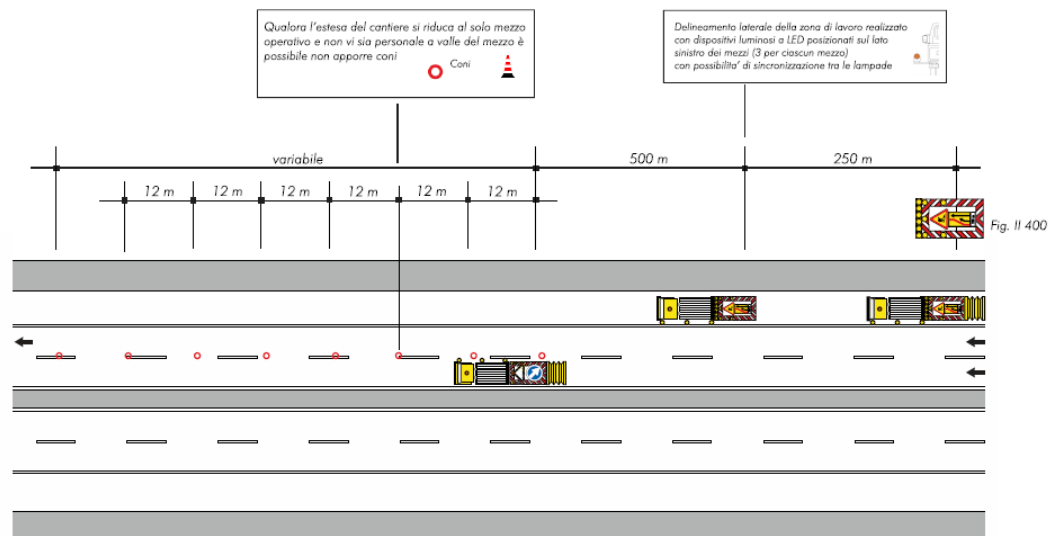 Qualora l'estesa del cantiere si riduca al solo mezzo
operativo e non vi sia personale a valle del mezzo è
possibile non apporre coni
Coni
Delineamento laterale della zona di lavoro realizzato
con dispositivi luminosi a LED posizionati sul lato
sinistro dei mezzi (3 per ciascun mezzo)
con possibilita' di sincronizzazione tra le lampade
variabile
500 m
250 m
12 m
12 m
12 m
12 m
12 m
12 m
Fig. II 400